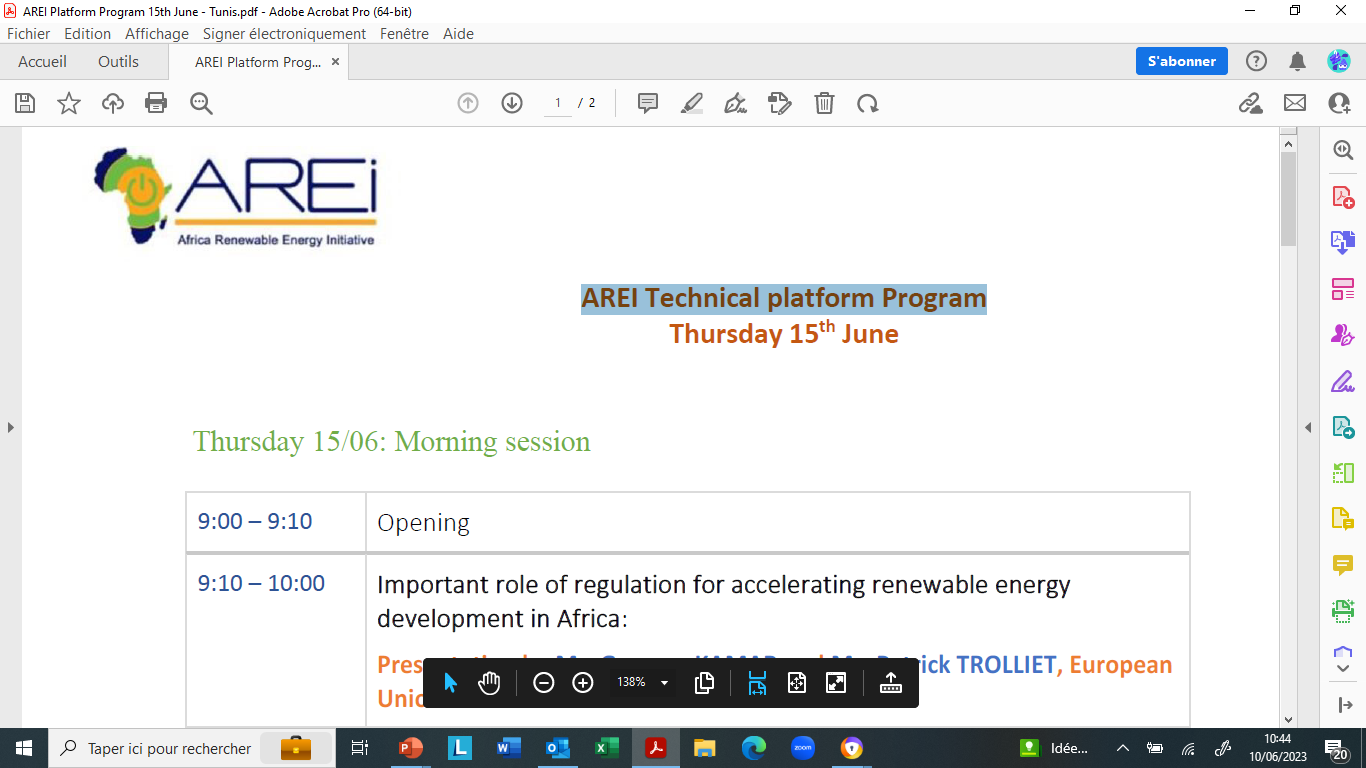 AREI Platform Program 15th June - Tunis.pdf - Adobe Acrobat Pro (64-bit)
Fichier Edition Affichage Signer électroniquement Fenêtre Aide
Accueil Outils AREI Platform Prog... × S'abonner
1 / 2
AREi
Africa Renewable Energy Initiative
AREI Technical platform Program
Thursday 15th June
Thursday 15/06: Morning session
9:00 – 9:10 Opening
9:10 – 10:00 Important role of regulation for accelerating renewable energy
development in Africa:
TROLLIET, European
138%
Taper ici pour rechercher
zoom
Idée...
10:44
10/06/2023
20